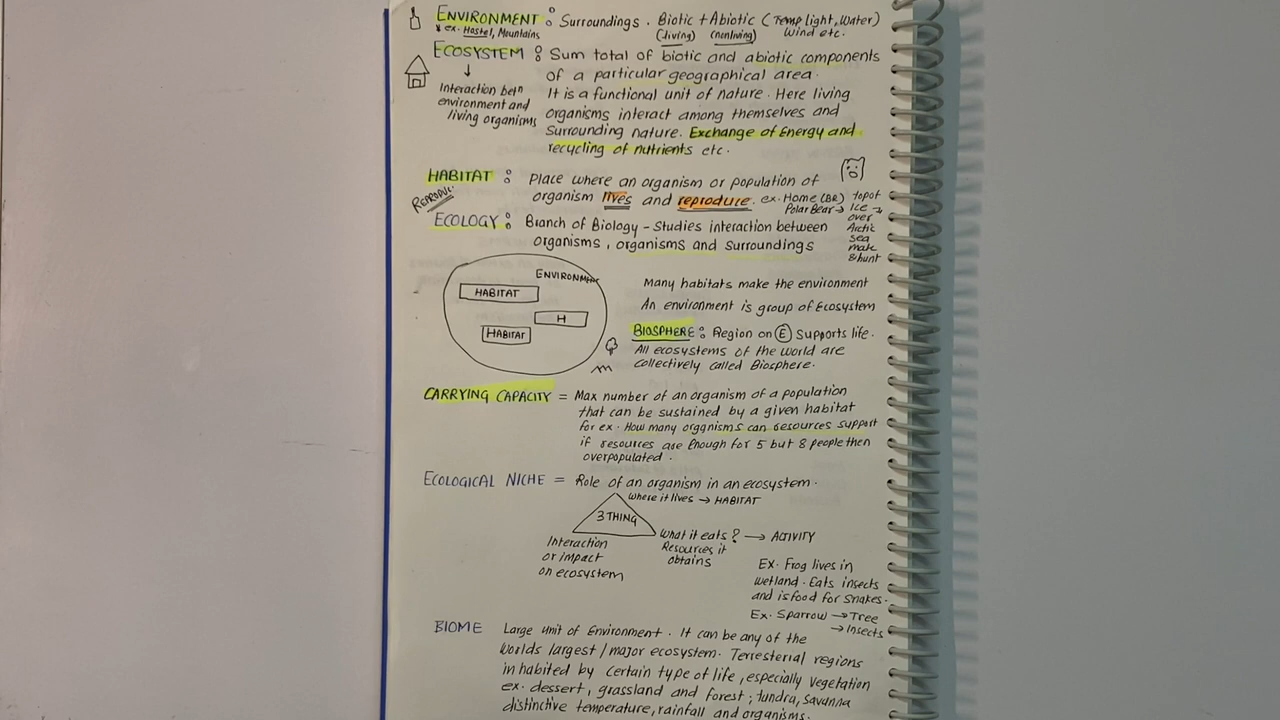 ENVIRONMENT : Surroundings. Biotic + Abiotic (Temp light, Water)
ex. Hostel, Mountains (living) (nonliving) Wind etc.
ECOSYSTEM : Sum total of biotic and abiotic components
of a particular geographical area.
Interaction betn
environment and
living organisms
It is a functional unit of nature. Here living
organisms interact among themselves and
Surrounding nature. Exchange of Energy and
recycling of nutrients etc.
HABITAT : Place where an organism or population of
organism lives and reproduce. ex. Home (BR)
Polar Bear → top of
Ice →
over
Arctic
sea
mate
& hunt
REPRODUC.
ECOLOGY : Branch of Biology - Studies interaction between
organisms, organisms and surroundings
ENVIRONMENT
HABITAT
H
HABITAT
Many habitats make the environment
An environment is group of Ecosystem
BIOSPHERE : Region on E Supports life.
All ecosystems of the world are
collectively called Biosphere.
CARRYING CAPACITY = Max number of an organism of a population
that can be sustained by a given habitat
for ex. How many organisms can resources support
if resources are Enough for 5 but 8 people then
overpopulated.
ECOLOGICAL NICHE = Role of an organism in an ecosystem.
where it lives → HABITAT
3 THING
What it eats? → ACTIVITY
Resources it
obtains
Interaction
or impact
on ecosystem
EX. Frog lives in
wetland. Eats insects
and is food for Snakes.
Ex. Sparrow → Tree
→ Insects
BIOME Large unit of Environment. It can be any of the
worlds largest / major ecosystem. Terresterial regions
in habited by certain type of life, especially vegetation
ex. dessert, grassland and forest; tundra, savanna
distinctive temperature, rainfall and organisms.